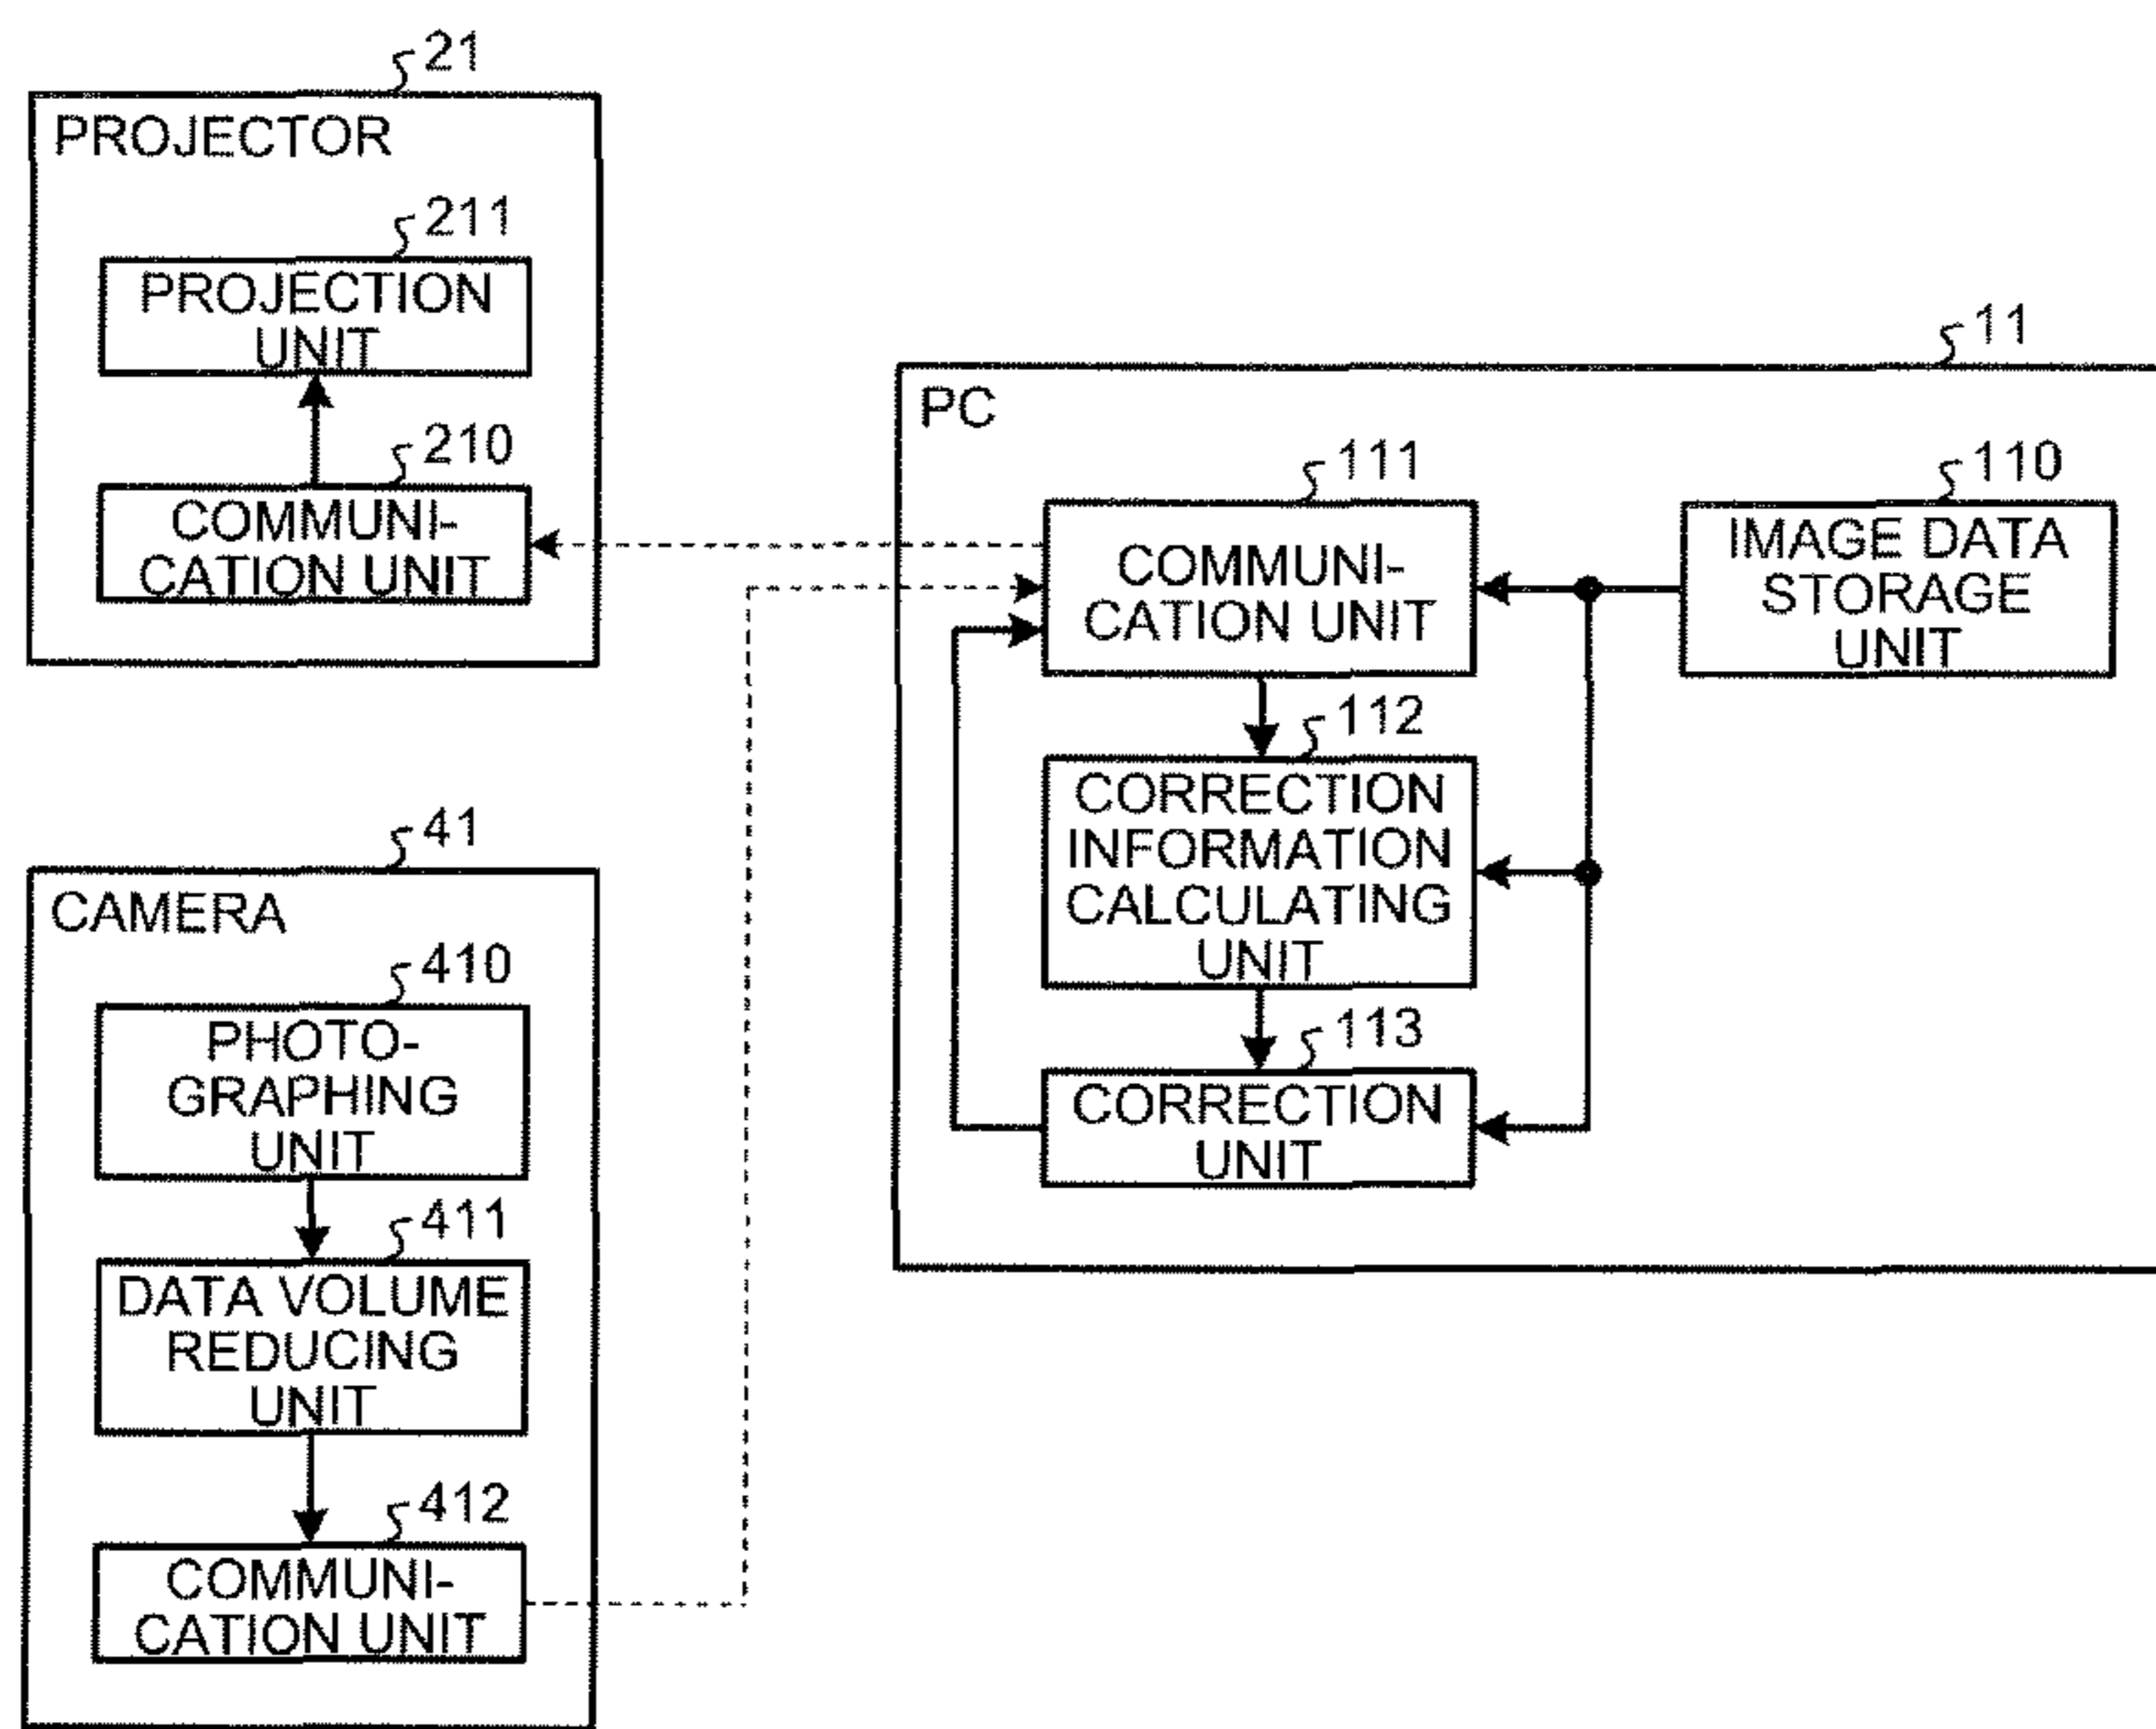 21
PROJECTOR
211
PROJECTION
UNIT
210
COMMUNI-
CATION UNIT
11
PC
111
COMMUNI-
CATION UNIT
110
IMAGE DATA
STORAGE
UNIT
112
CORRECTION
INFORMATION
CALCULATING
UNIT
113
CORRECTION
UNIT
41
CAMERA
410
PHOTO-
GRAPHING
UNIT
411
DATA VOLUME
REDUCING
UNIT
412
COMMUNI-
CATION UNIT